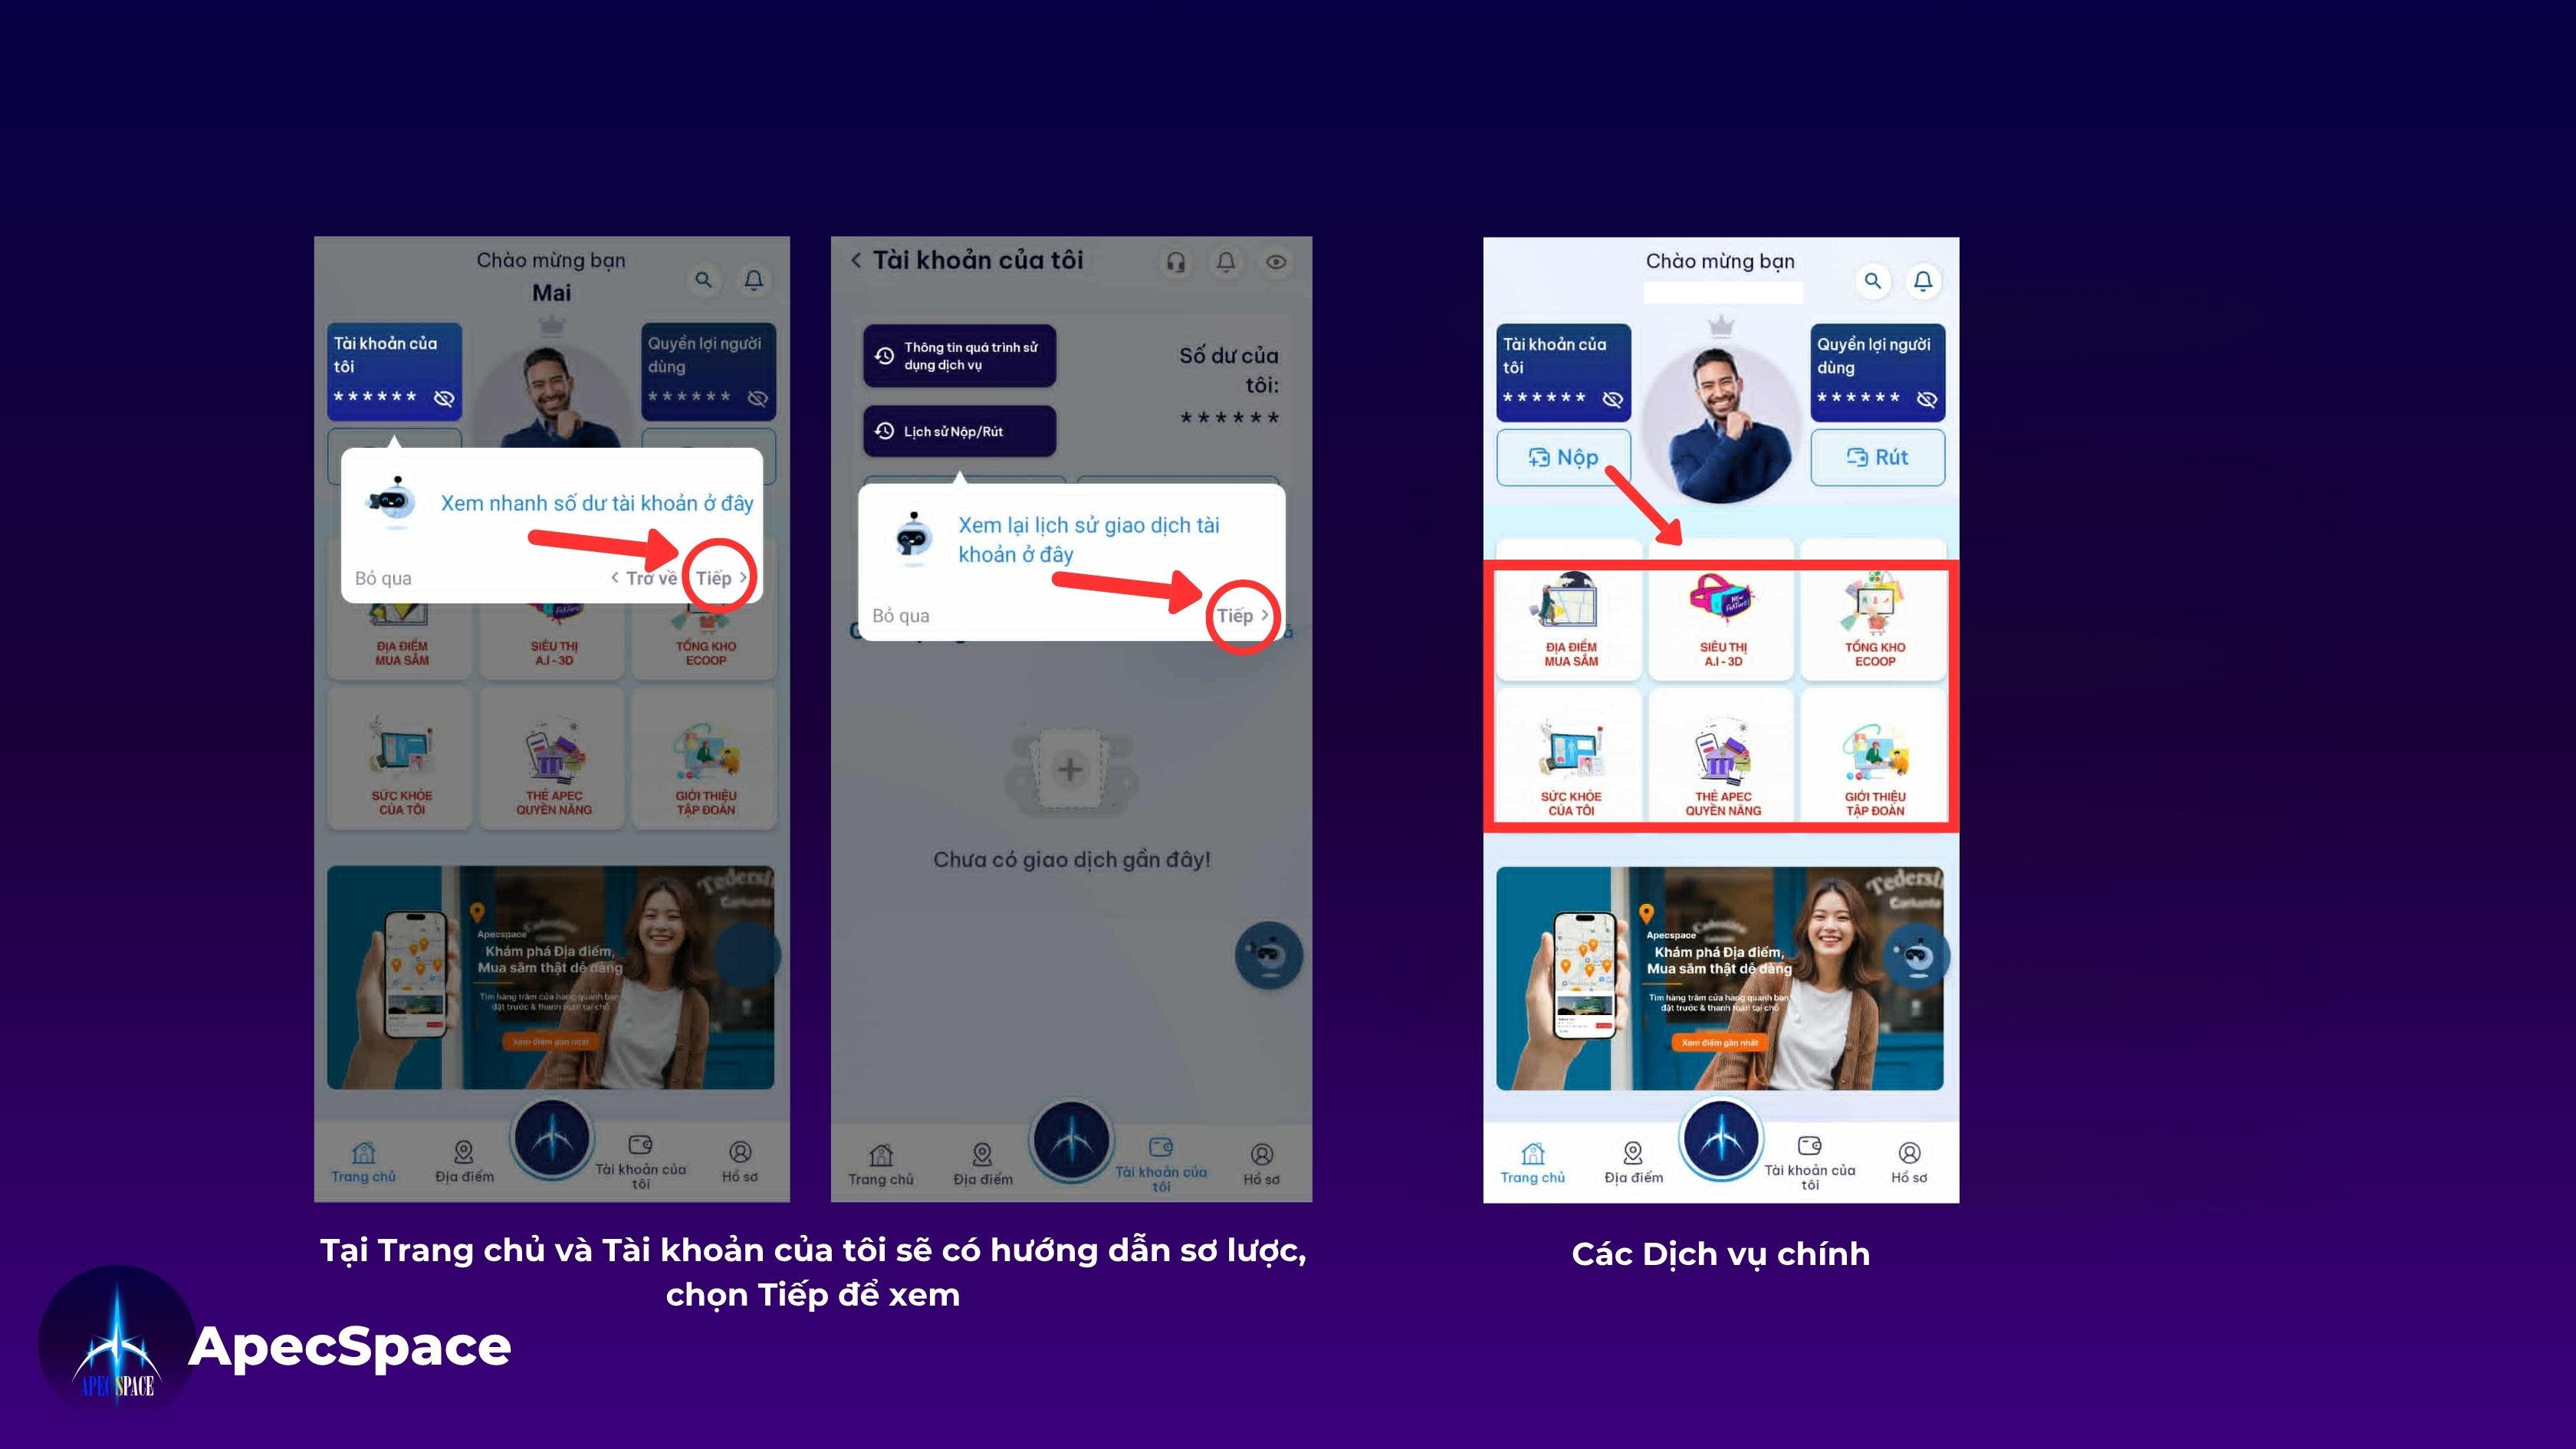 Chào mừng bạn
Mai
Tài khoản của
tôi
******
Quyền lợi người
dùng
******
Xem nhanh số dư tài khoản ở đây
Bỏ qua
Trở về
Tiếp
ĐỊA ĐIỂM
MUA SẮM
SIÊU THỊ
A.I - 3D
TỔNG KHO
ECOOP
SỨC KHỎE
CỦA TÔI
THẺ APEC
QUYỀN NĂNG
GIỚI THIỆU
TẬP ĐOÀN
Apecspace
Khám phá Địa điểm,
Mua sắm thật dễ dàng
Tìm hàng trăm cửa hàng quanh bạn
đặt trước & thanh toán tại chỗ
Xem điểm gần nhất
Trang chủ
Địa điểm
Tài khoản của
tôi
Hồ sơ
Tài khoản của tôi
Thông tin quá trình sử
dụng dịch vụ
Lịch sử Nộp/Rút
Số dư của
tôi:
******
Xem lại lịch sử giao dịch tài
khoản ở đây
Bỏ qua
Tiếp
Chưa có giao dịch gần đây!
Trang chủ
Địa điểm
Tài khoản của
tôi
Hồ sơ
Tại Trang chủ và Tài khoản của tôi sẽ có hướng dẫn sơ lược,
chọn Tiếp để xem
Chào mừng bạn
Tài khoản của
tôi
******
Quyền lợi người
dùng
******
Nộp
Rút
ĐỊA ĐIỂM
MUA SẮM
SIÊU THỊ
A.I - 3D
NEW
FEATURE!
TỔNG KHO
ECOOP
SỨC KHỎE
CỦA TÔI
THẺ APEC
QUYỀN NĂNG
GIỚI THIỆU
TẬP ĐOÀN
Apecspace
Khám phá Địa điểm,
Mua sắm thật dễ dàng
Tìm hàng trăm cửa hàng quanh bạn
đặt trước & thanh toán tại chỗ
Xem điểm gần nhất
Trang chủ
Địa điểm
Tài khoản của
tôi
Hồ sơ
Các Dịch vụ chính
APECSPACE
ApecSpace